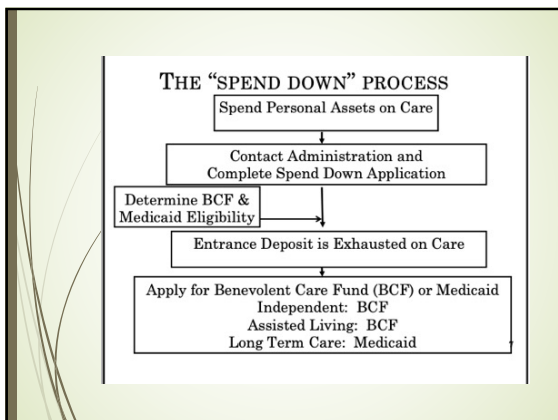 THE “SPEND DOWN” PROCESS
Spend Personal Assets on Care
Contact Administration and
Complete Spend Down Application
Determine BCF &
Medicaid Eligibility
Entrance Deposit is Exhausted on Care
Apply for Benevolent Care Fund (BCF) or Medicaid
Independent: BCF
Assisted Living: BCF
Long Term Care: Medicaid